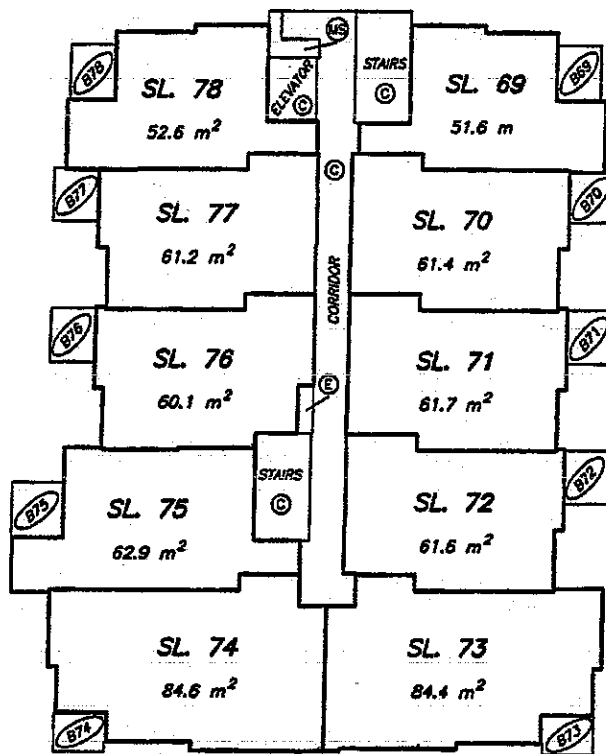 MS
B78
SL. 78
52.6 m²
ELEVATOR
C
STAIRS
C
SL. 69
51.6 m
B69
B77
SL. 77
61.2 m²
C
SL. 70
61.4 m²
B70
CORRIDOR
B76
SL. 76
60.1 m²
E
SL. 71
61.7 m²
B71
B75
SL. 75
62.9 m²
STAIRS
C
SL. 72
61.6 m²
B72
SL. 74
84.6 m²
B74
SL. 73
84.4 m²
B73